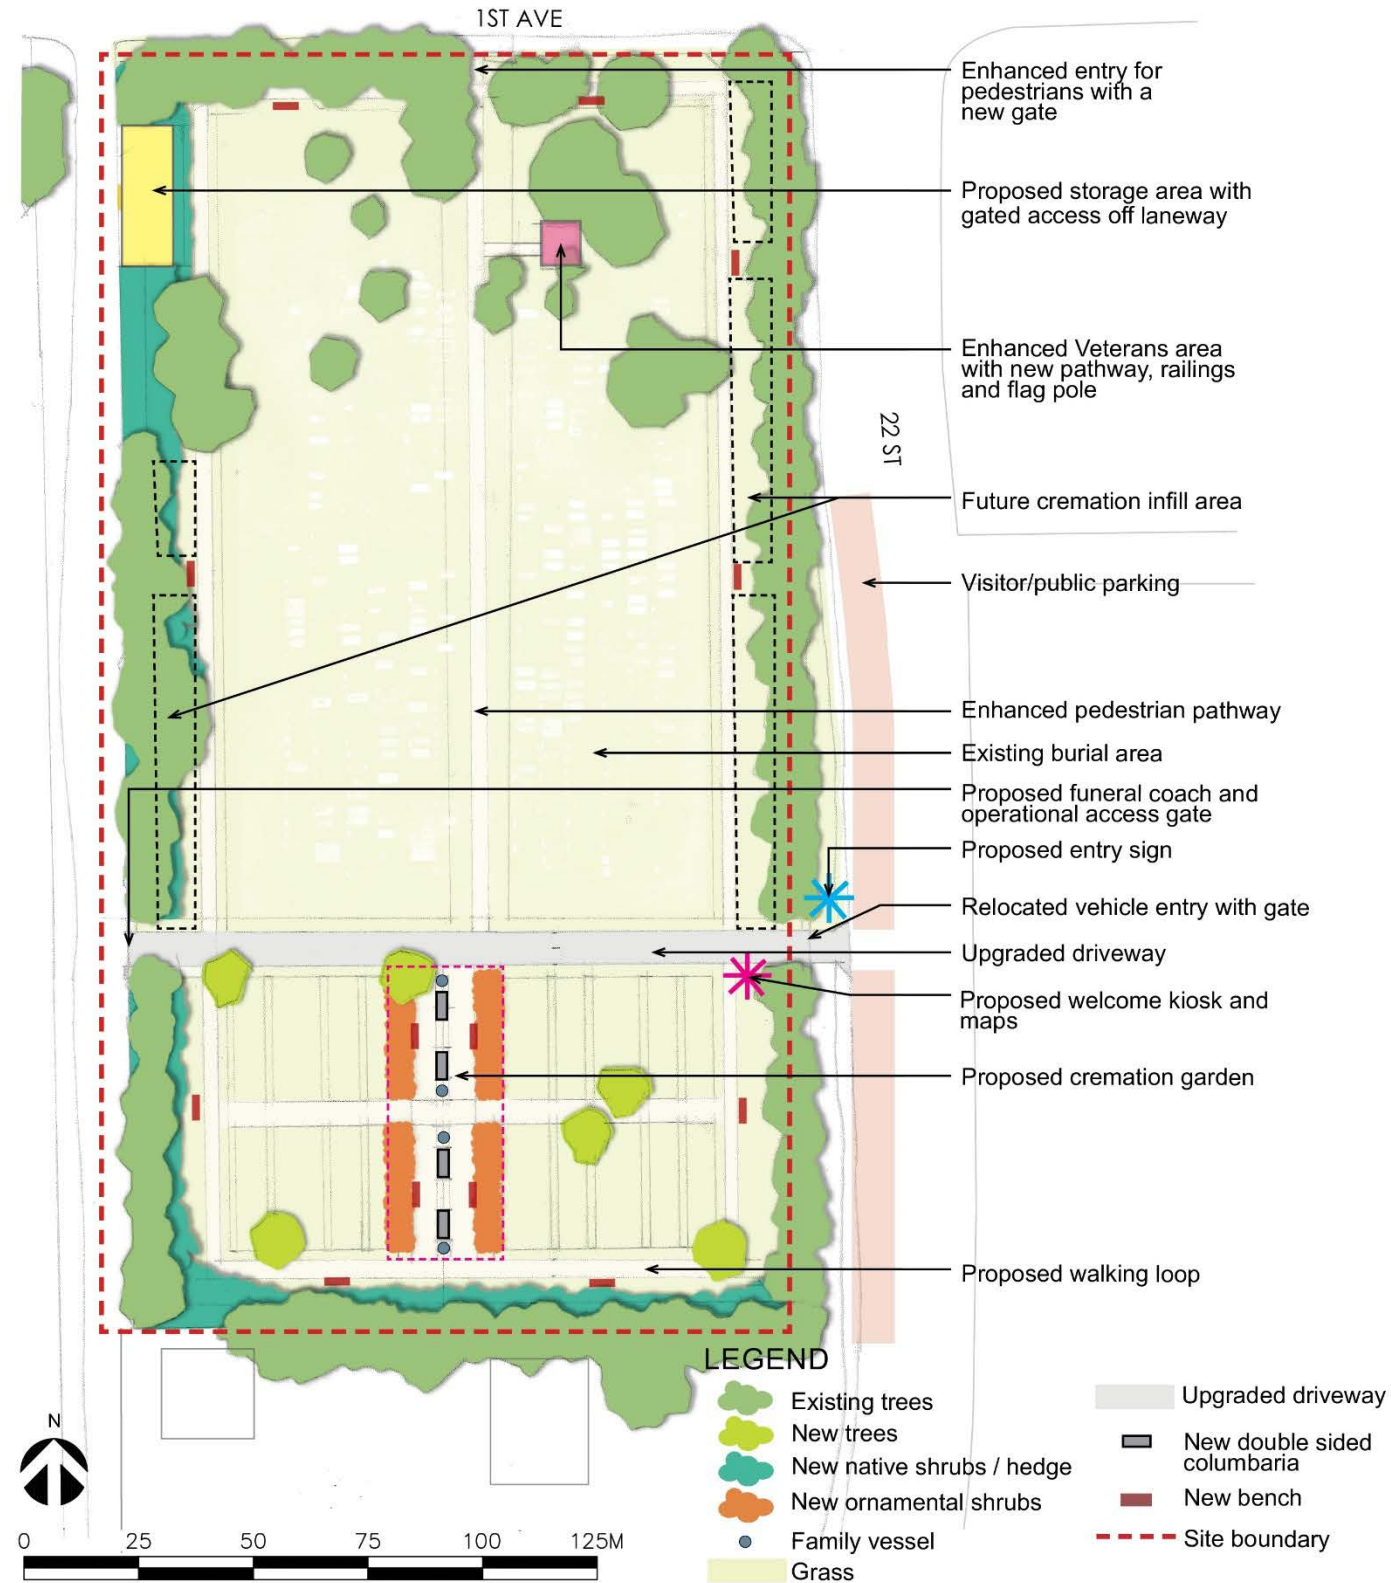 1ST AVE
Enhanced entry for
pedestrians with a
new gate
Proposed storage area with
gated access off laneway
Enhanced Veterans area
with new pathway, railings
and flag pole
22 ST
Future cremation infill area
Visitor/public parking
Enhanced pedestrian pathway
Existing burial area
Proposed funeral coach and
operational access gate
Proposed entry sign
Relocated vehicle entry with gate
Upgraded driveway
Proposed welcome kiosk and
maps
Proposed cremation garden
Proposed walking loop
LEGEND
Existing trees
New trees
New native shrubs / hedge
New ornamental shrubs
Family vessel
Grass
Upgraded driveway
New double sided
columbaria
New bench
Site boundary
N
0 25 50 75 100 125M